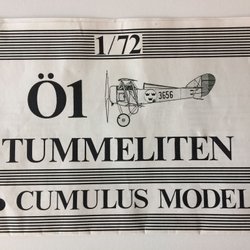 1/72
Ö1
3656
TUMMELITEN
CUMULUS MODEL